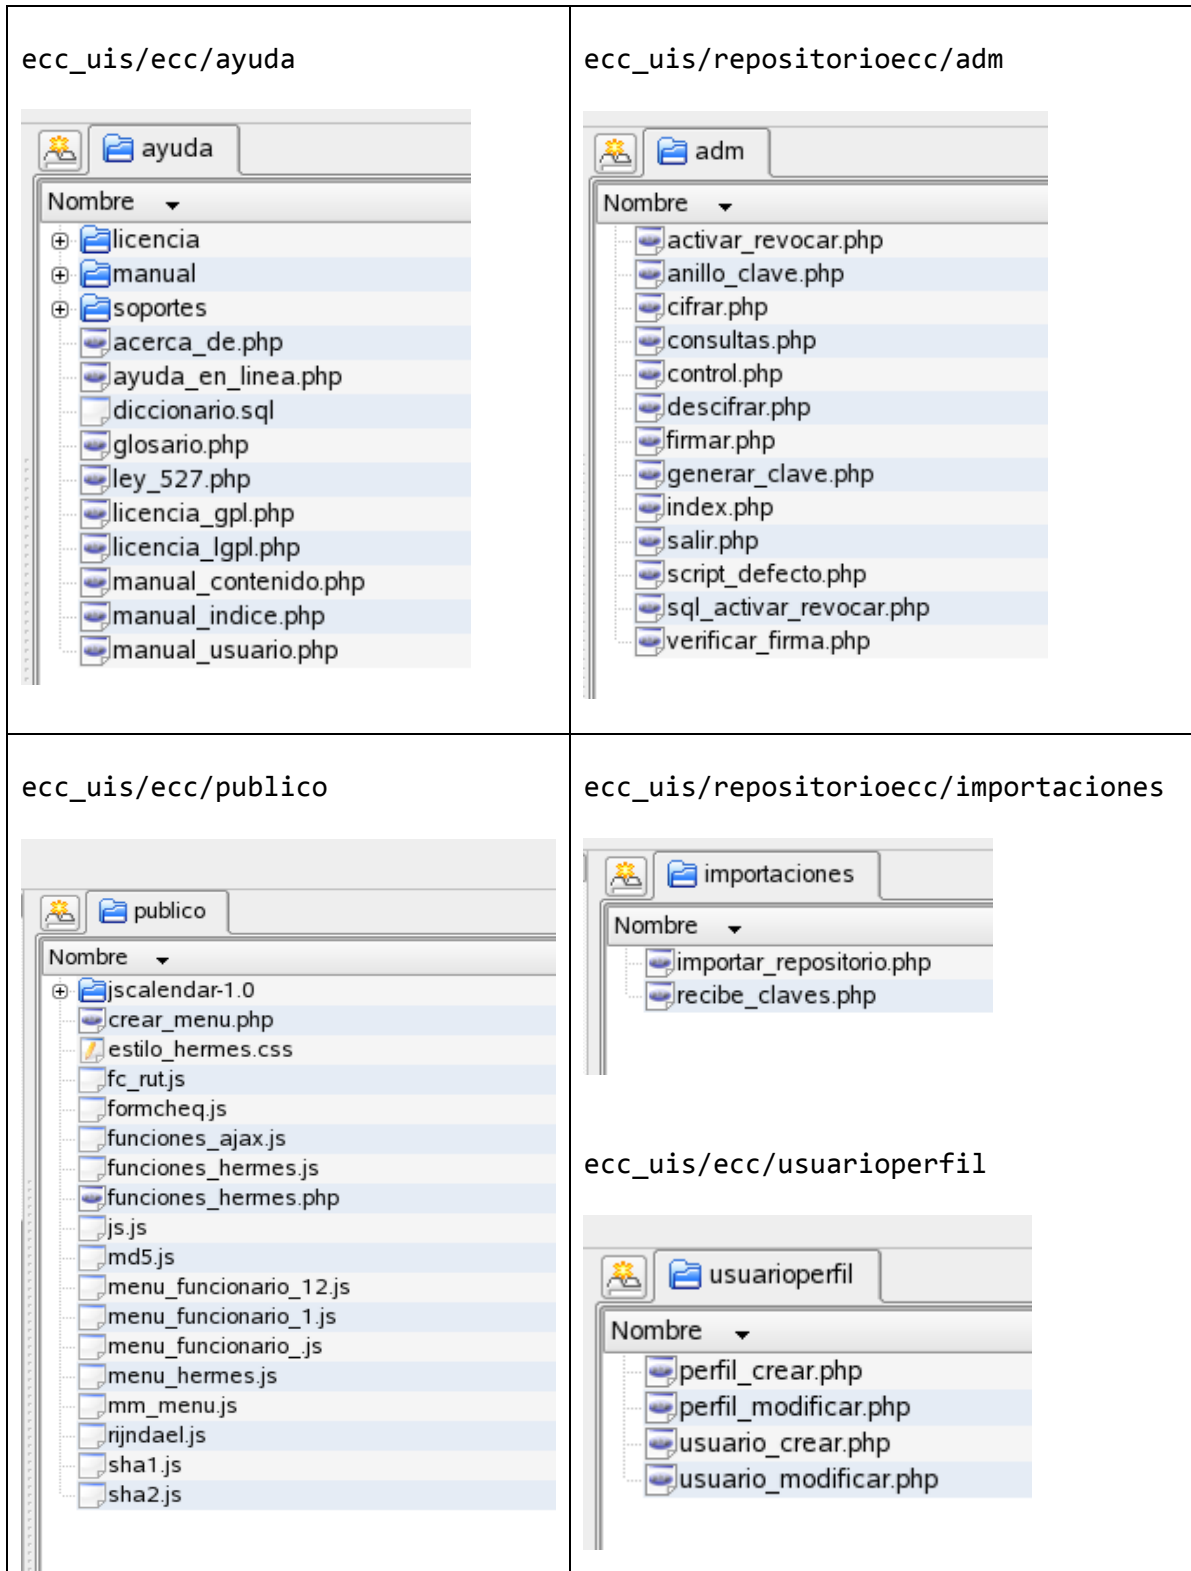 ecc_uis/ecc/ayuda
ayuda
Nombre
licencia
manual
soportes
acerca_de.php
ayuda_en_linea.php
diccionario.sql
glosario.php
ley_527.php
licencia_gpl.php
licencia_lgpl.php
manual_contenido.php
manual_indice.php
manual_usuario.php
ecc_uis/repositorioecc/adm
adm
Nombre
activar_revocar.php
anillo_clave.php
cifrar.php
consultas.php
control.php
descifrar.php
firmar.php
generar_clave.php
index.php
salir.php
script_defecto.php
sql_activar_revocar.php
verificar_firma.php
ecc_uis/ecc/publico
publico
Nombre
jscalendar-1.0
crear_menu.php
estilo_hermes.css
fc_rut.js
formcheq.js
funciones_ajax.js
funciones_hermes.js
funciones_hermes.php
js.js
md5.js
menu_funcionario_12.js
menu_funcionario_1.js
menu_funcionario_.js
menu_hermes.js
mm_menu.js
rijndael.js
sha1.js
sha2.js
ecc_uis/repositorioecc/importaciones
importaciones
Nombre
importar_repositorio.php
recibe_claves.php
ecc_uis/ecc/usuarioperfil
usuarioperfil
Nombre
perfil_crear.php
perfil_modificar.php
usuario_crear.php
usuario_modificar.php